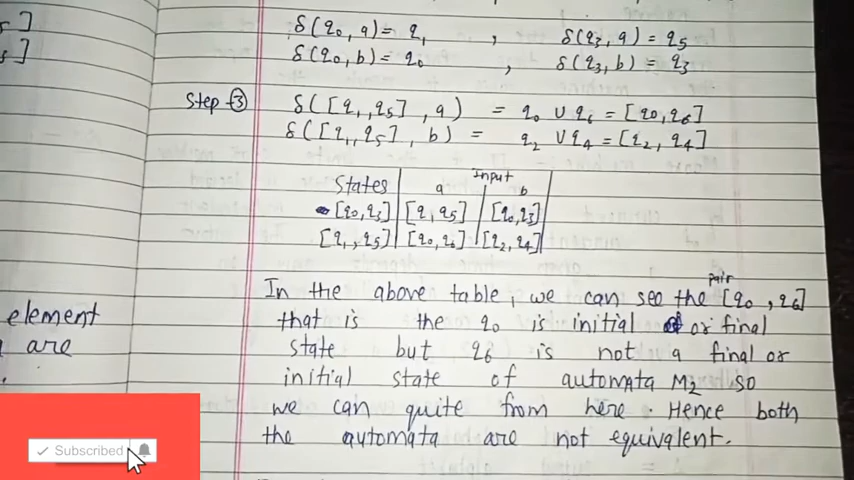 δ(q0, a) = q1 , δ(q3, a) = q5
δ(q0, b) = q0 , δ(q3, b) = q3
Step-3 δ([q1, q5], a) = q0 ∪ q6 = [q0, q6]
δ([q1, q5], b) = q2 ∪ q4 = [q2, q4]
Input
States a b
[q0, q3] [q1, q5] [q0, q3]
[q1, q5] [q0, q6] [q2, q4]
pair
In the above table, we can see the [q0, q6]
that is the q0 is initial or final
state but q6 is not a final or
initial state of automata M2 so
we can quite from here. Hence both
the automata are not equivalent.
element
are
Subscribed